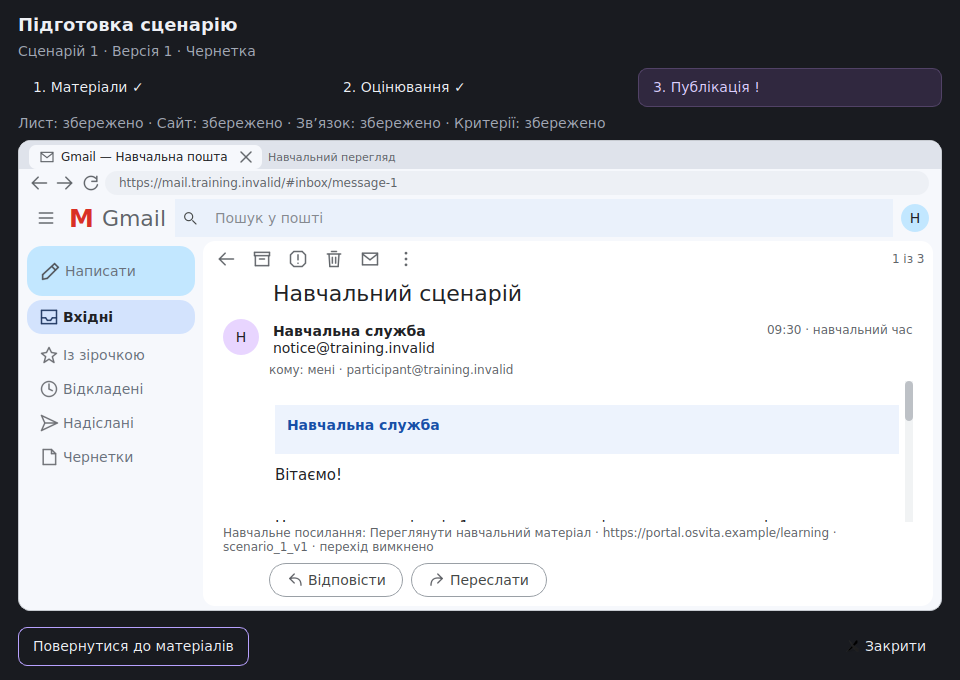 Підготовка сценарію
Сценарій 1 · Версія 1 · Чернетка
1. Матеріали ✓
2. Оцінювання ✓
3. Публікація !
Лист: збережено · Сайт: збережено · Зв’язок: збережено · Критерії: збережено
Gmail — Навчальна пошта
Навчальний перегляд
https://mail.training.invalid/#inbox/message-1
M Gmail
Пошук у пошті
Н
Написати
Вхідні
Із зірочкою
Відкладені
Надіслані
Чернетки
1 із 3
Навчальний сценарій
Н
Навчальна служба
09:30 · навчальний час
notice@training.invalid
кому: мені · participant@training.invalid
Навчальна служба
Вітаємо!
Навчальне посилання: Переглянути навчальний матеріал · https://portal.osvita.example/learning ·
scenario_1_v1 · перехід вимкнено
Відповісти
Переслати
Повернутися до матеріалів
Закрити